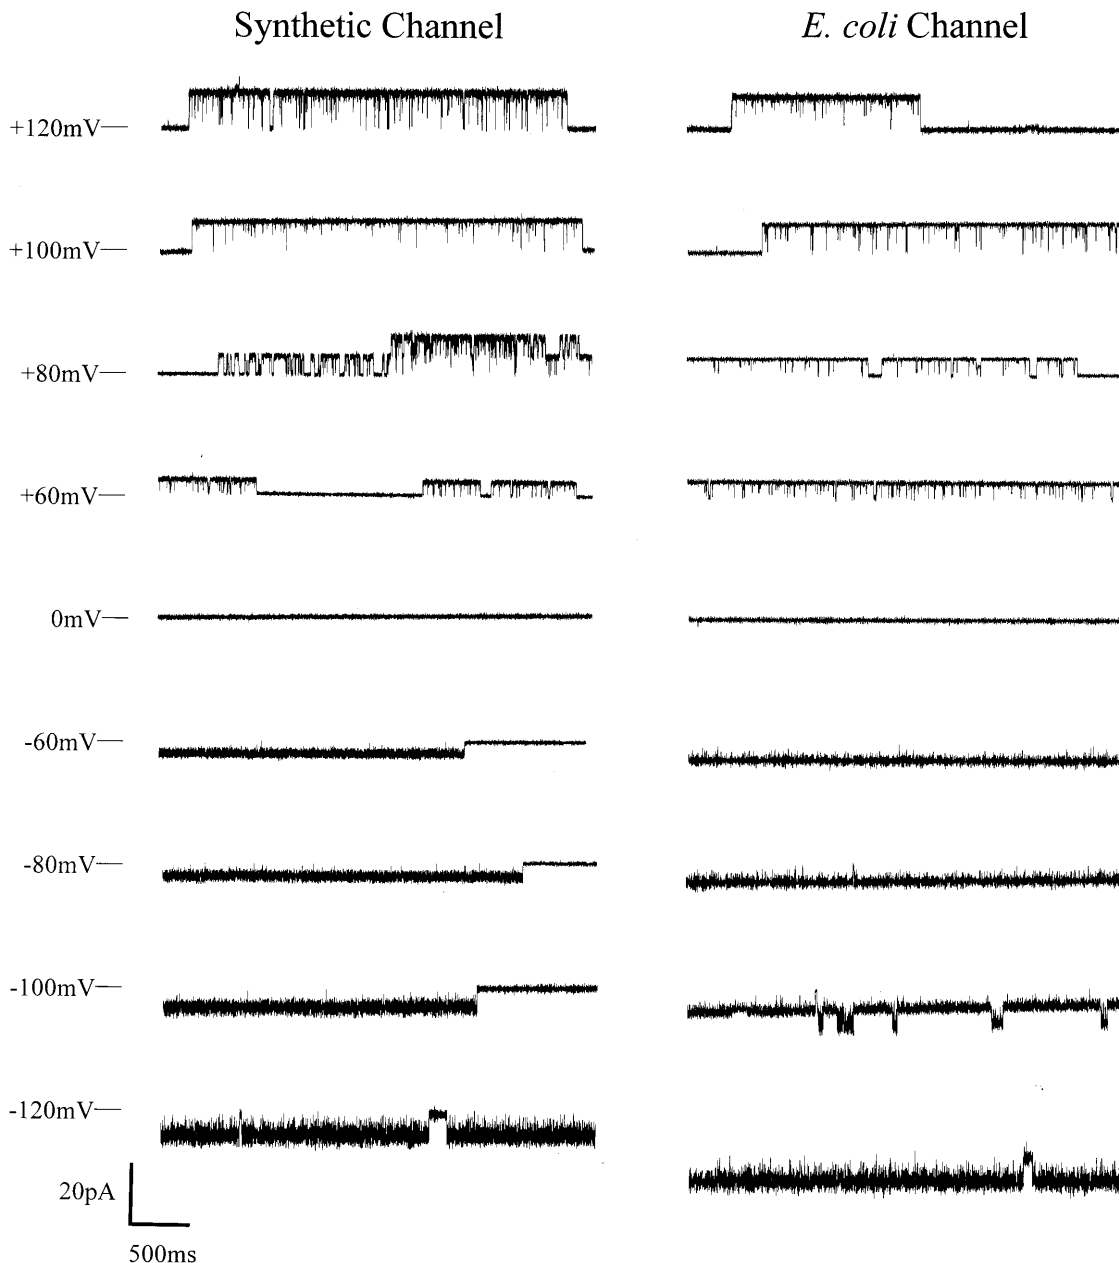 Synthetic Channel
E. coli Channel
+120mV
+100mV
+80mV
+60mV
0mV
-60mV
-80mV
-100mV
-120mV
20pA
500ms